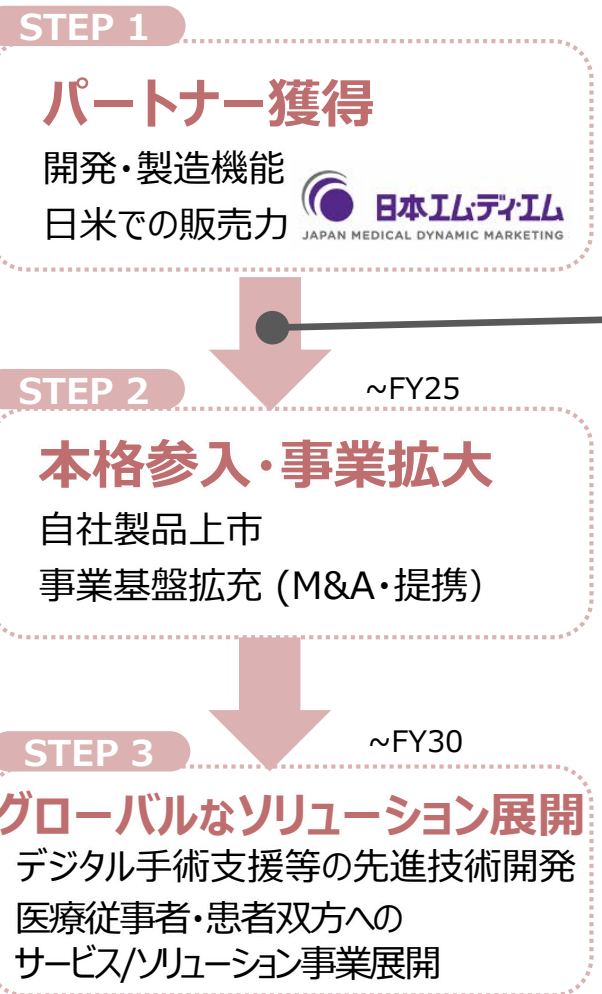 STEP 1
パートナー獲得
開発・製造機能
日米での販売力
日本エム・ディ・エム
JAPAN MEDICAL DYNAMIC MARKETING
STEP 2
~FY25
本格参入・事業拡大
自社製品上市
事業基盤拡充 (M&A・提携）
STEP 3
~FY30
グローバルなソリューション展開
デジタル手術支援等の先進技術開発
医療従事者・患者双方への
サービス/ソリューション事業展開